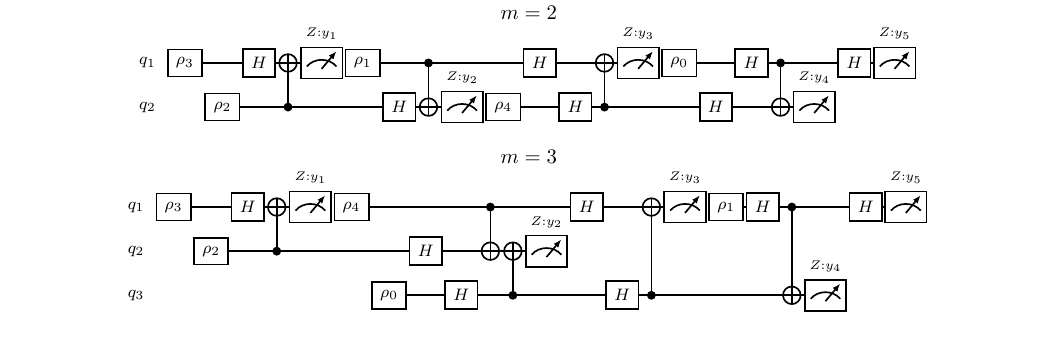 m = 2
Z:y₁ Z:y₃ Z:y₅
q₁ ρ₃ H ρ₁ H ρ₀ H H
Z:y₂ Z:y₄
q₂ ρ₂ H ρ₄ H H
m = 3
Z:y₁ Z:y₃ Z:y₅
q₁ ρ₃ H ρ₄ H ρ₁ H H
Z:y₂
q₂ ρ₂ H
Z:y₄
q₃ ρ₀ H H